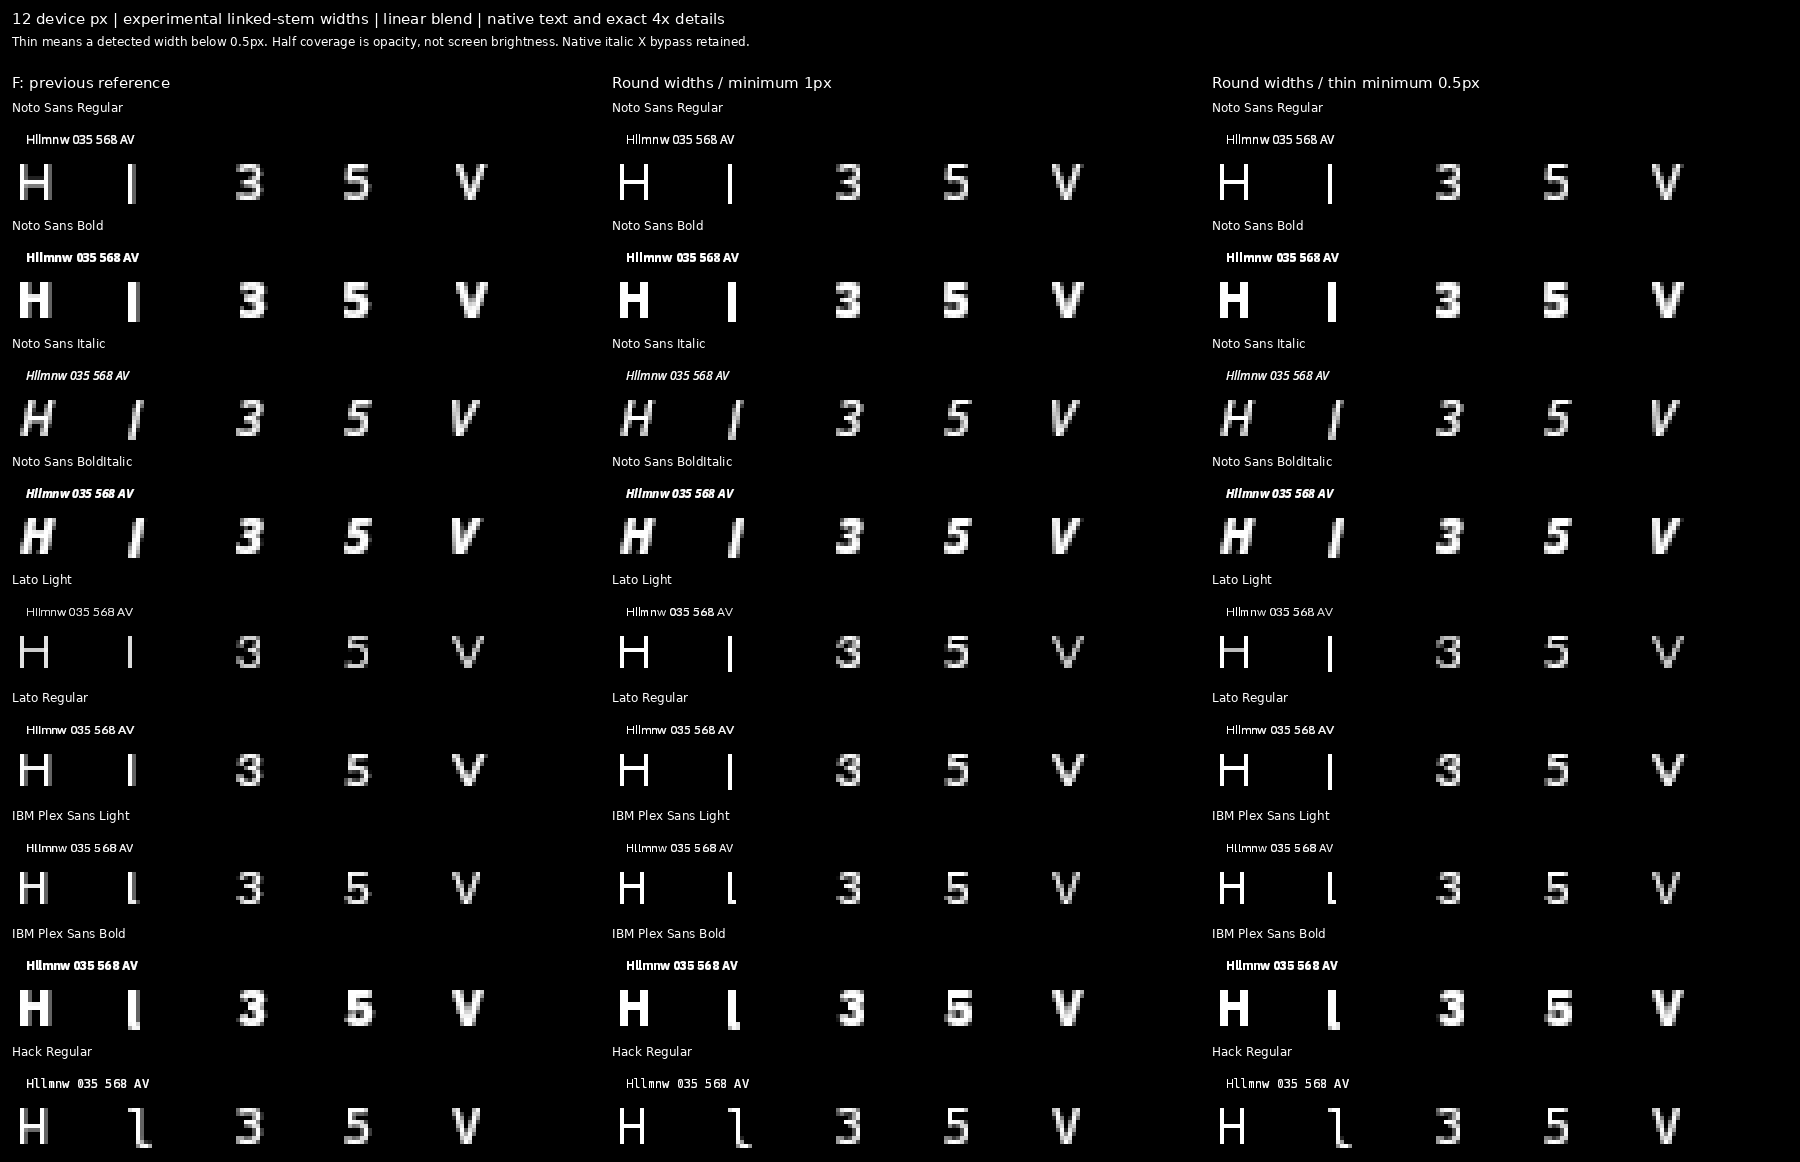 12 device px | experimental linked-stem widths | linear blend | native text and exact 4x details
Thin means a detected width below 0.5px. Half coverage is opacity, not screen brightness. Native italic X bypass retained.
F: previous reference
Noto Sans Regular
Hllmnw 035 568 AV
H l 3 5 V
Noto Sans Bold
Hllmnw 035 568 AV
H l 3 5 V
Noto Sans Italic
Hllmnw 035 568 AV
H l 3 5 V
Noto Sans BoldItalic
Hllmnw 035 568 AV
H l 3 5 V
Lato Light
Hllmnw 035 568 AV
H l 3 5 V
Lato Regular
Hllmnw 035 568 AV
H l 3 5 V
IBM Plex Sans Light
Hllmnw 035 568 AV
H l 3 5 V
IBM Plex Sans Bold
Hllmnw 035 568 AV
H l 3 5 V
Hack Regular
Hllmnw 035 568 AV
H l 3 5 V
Round widths / minimum 1px
Noto Sans Regular
Hllmnw 035 568 AV
H l 3 5 V
Noto Sans Bold
Hllmnw 035 568 AV
H l 3 5 V
Noto Sans Italic
Hllmnw 035 568 AV
H l 3 5 V
Noto Sans BoldItalic
Hllmnw 035 568 AV
H l 3 5 V
Lato Light
Hllmnw 035 568 AV
H l 3 5 V
Lato Regular
Hllmnw 035 568 AV
H l 3 5 V
IBM Plex Sans Light
Hllmnw 035 568 AV
H l 3 5 V
IBM Plex Sans Bold
Hllmnw 035 568 AV
H l 3 5 V
Hack Regular
Hllmnw 035 568 AV
H l 3 5 V
Round widths / thin minimum 0.5px
Noto Sans Regular
Hllmnw 035 568 AV
H l 3 5 V
Noto Sans Bold
Hllmnw 035 568 AV
H l 3 5 V
Noto Sans Italic
Hllmnw 035 568 AV
H l 3 5 V
Noto Sans BoldItalic
Hllmnw 035 568 AV
H l 3 5 V
Lato Light
Hllmnw 035 568 AV
H l 3 5 V
Lato Regular
Hllmnw 035 568 AV
H l 3 5 V
IBM Plex Sans Light
Hllmnw 035 568 AV
H l 3 5 V
IBM Plex Sans Bold
Hllmnw 035 568 AV
H l 3 5 V
Hack Regular
Hllmnw 035 568 AV
H l 3 5 V